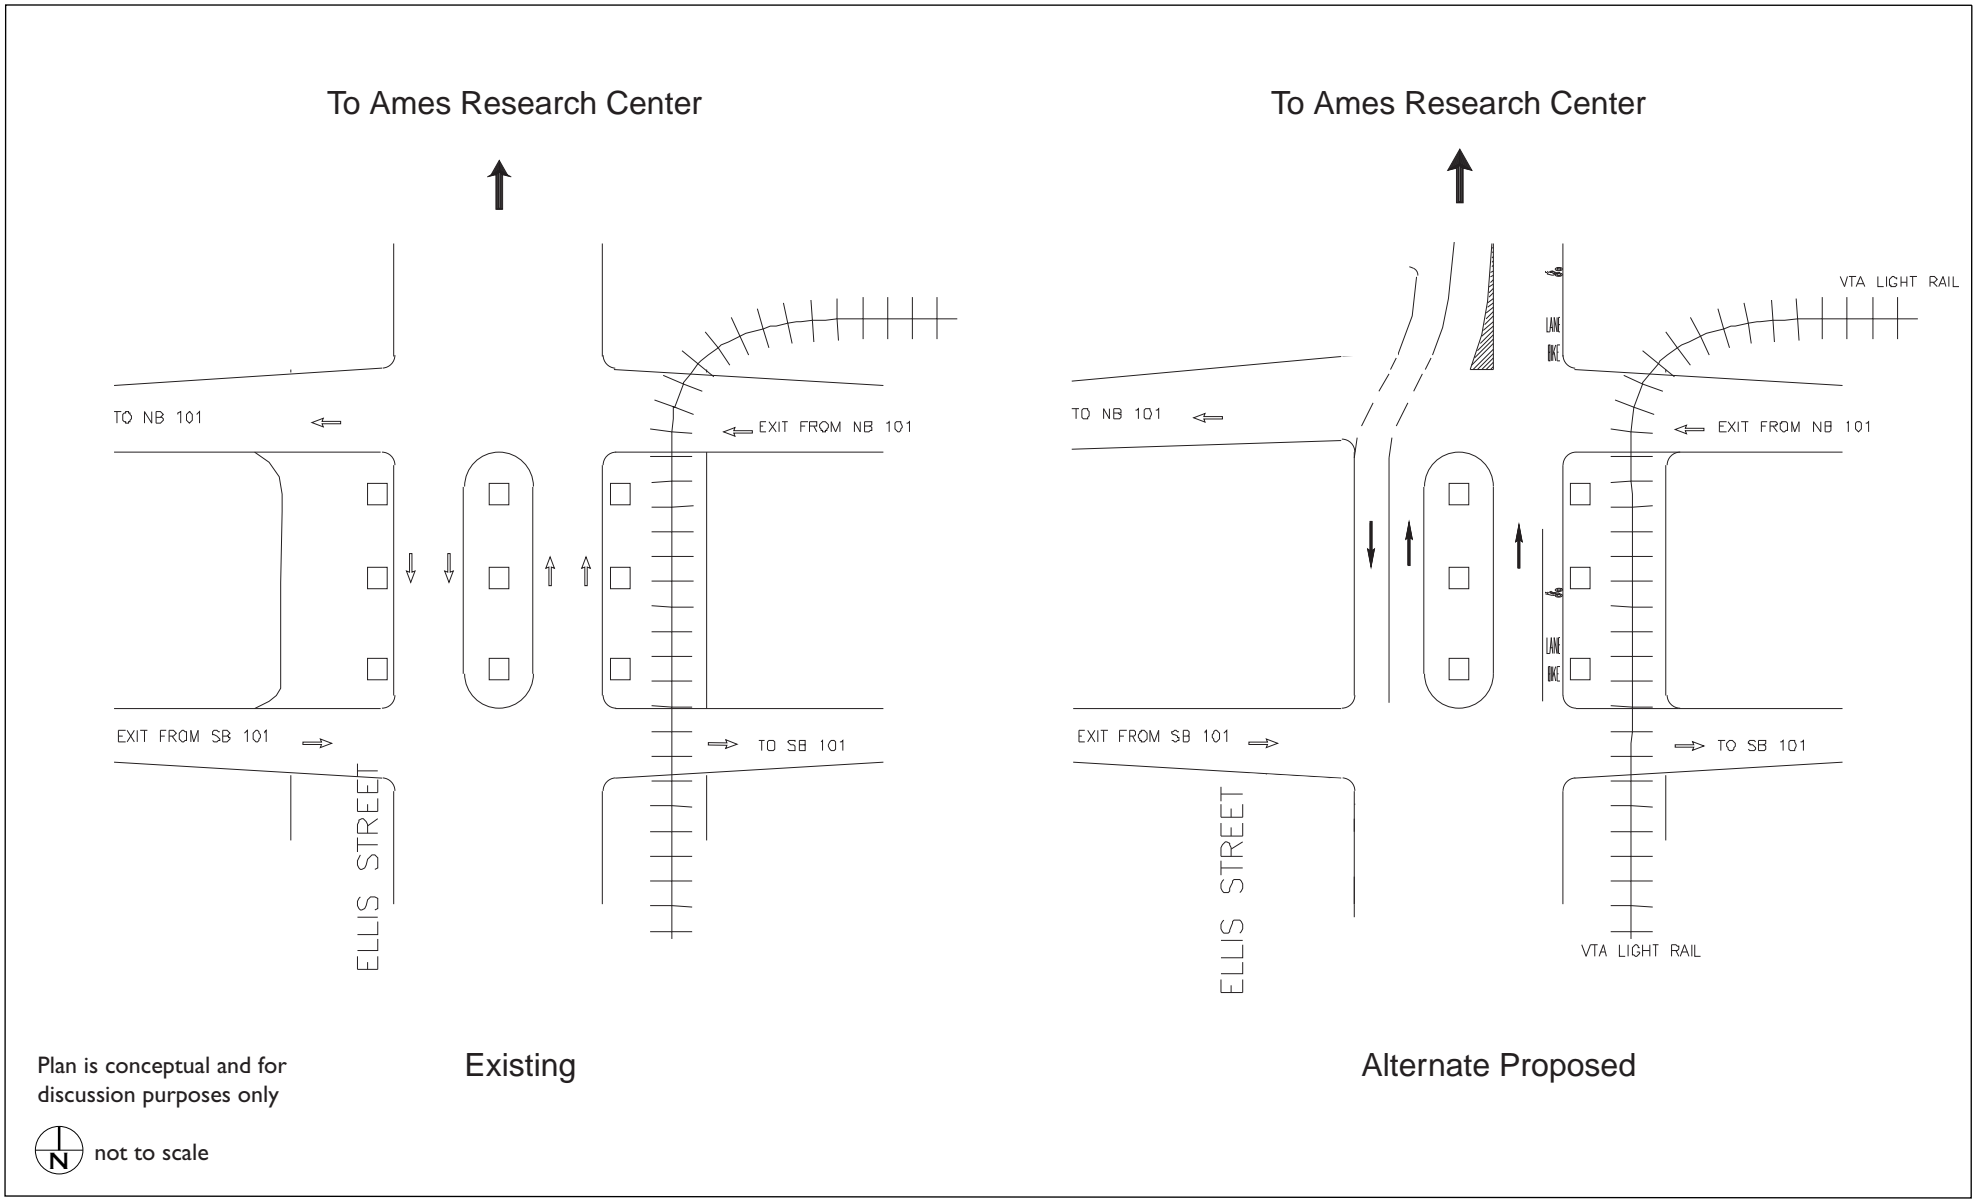 To Ames Research Center
TO NB 101
EXIT FROM NB 101
EXIT FROM SB 101
TO SB 101
ELLIS STREET
Existing
To Ames Research Center
VTA LIGHT RAIL
LANE
BIKE
TO NB 101
EXIT FROM NB 101
LANE
BIKE
EXIT FROM SB 101
TO SB 101
ELLIS STREET
VTA LIGHT RAIL
Alternate Proposed
Plan is conceptual and for
discussion purposes only
N
not to scale